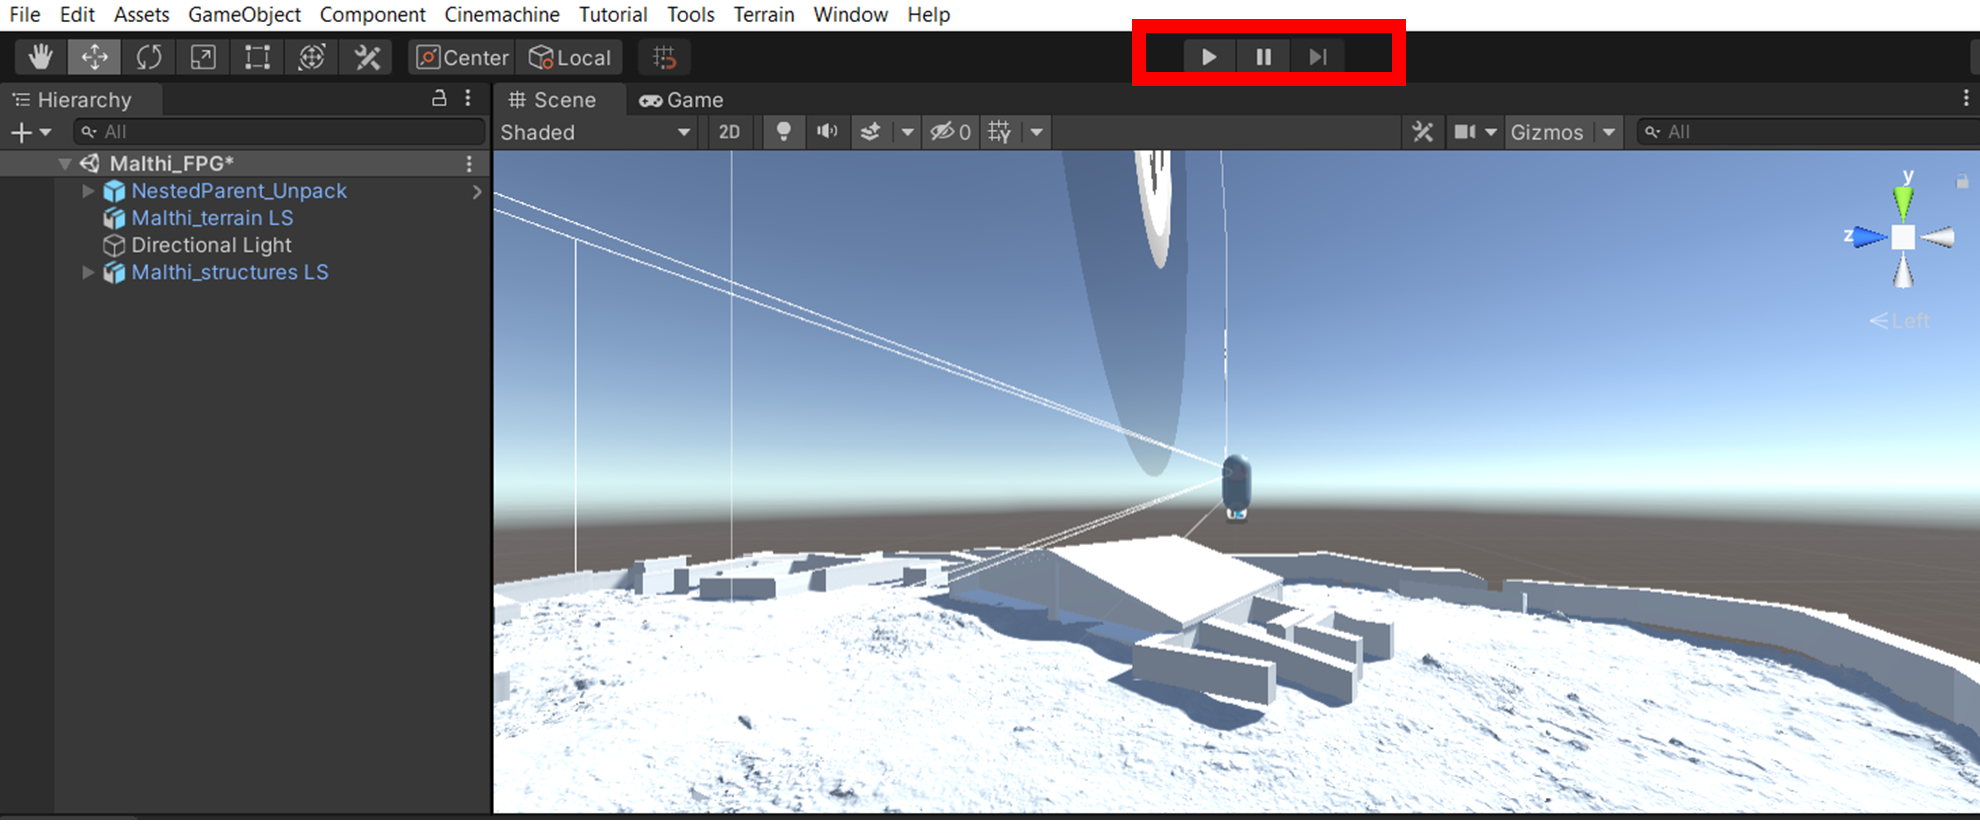 File Edit Assets GameObject Component Cinemachine Tutorial Tools Terrain Window Help
Center Local
Hierarchy
Scene Game
All
Shaded 2D 0 Gizmos All
Malthi_FPG*
NestedParent_Unpack
Malthi_terrain LS
Directional Light
Malthi_structures LS
y
z
Left